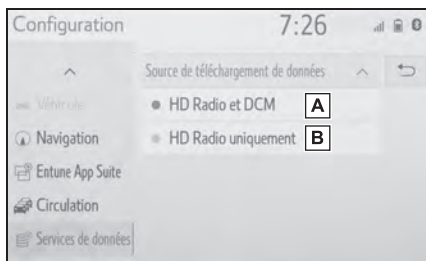 Configuration 7:26
Source de téléchargement de données
Véhicule
HD Radio et DCM A
Navigation
HD Radio uniquement B
Entune App Suite
Circulation
Services de données